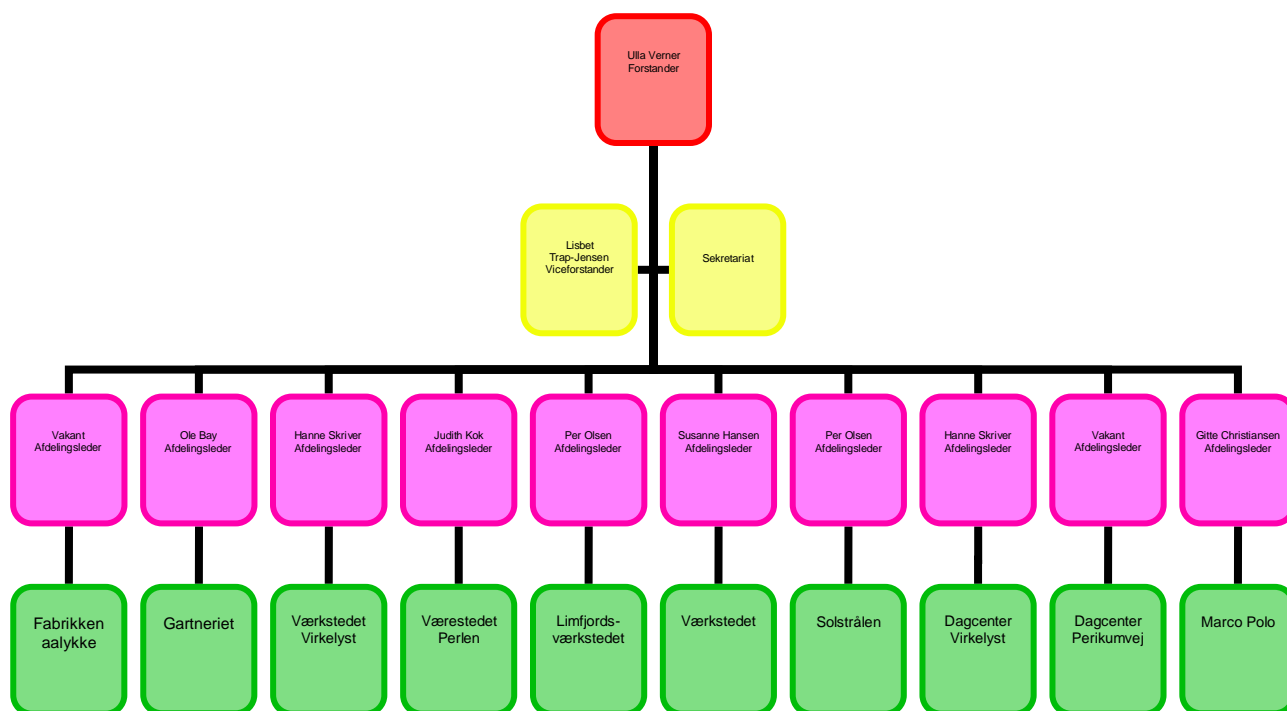 Ulla Verner
Forstander
Lisbet
Trap-Jensen
Viceforstander
Sekretariat
Vakant
Afdelingsleder
Ole Bay
Afdelingsleder
Hanne Skriver
Afdelingsleder
Judith Kok
Afdelingsleder
Per Olsen
Afdelingsleder
Susanne Hansen
Afdelingsleder
Per Olsen
Afdelingsleder
Hanne Skriver
Afdelingsleder
Vakant
Afdelingsleder
Gitte Christiansen
Afdelingsleder
Fabrikken
aalykke
Gartneriet
Værkstedet
Virkelyst
Værestedet
Perlen
Limfjords-
værkstedet
Værkstedet
Solstrålen
Dagcenter
Virkelyst
Dagcenter
Perikumvej
Marco Polo